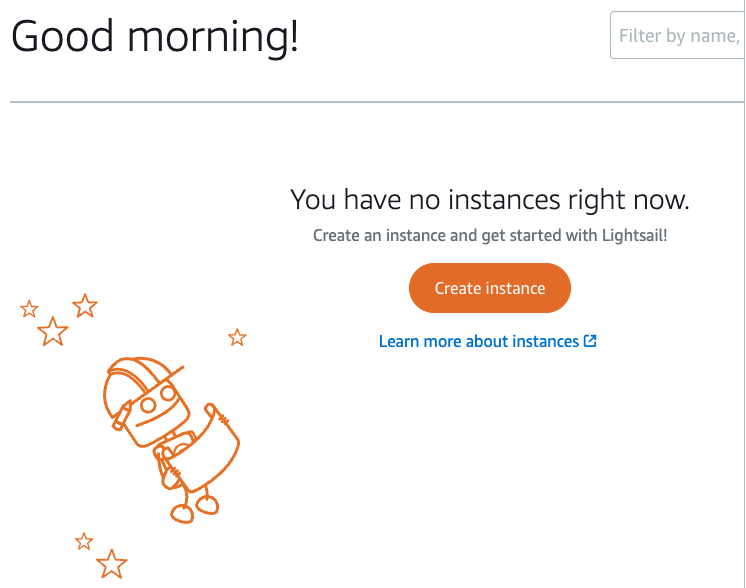 Good morning!
Filter by name,
You have no instances right now.
Create an instance and get started with Lightsail!
Create instance
Learn more about instances